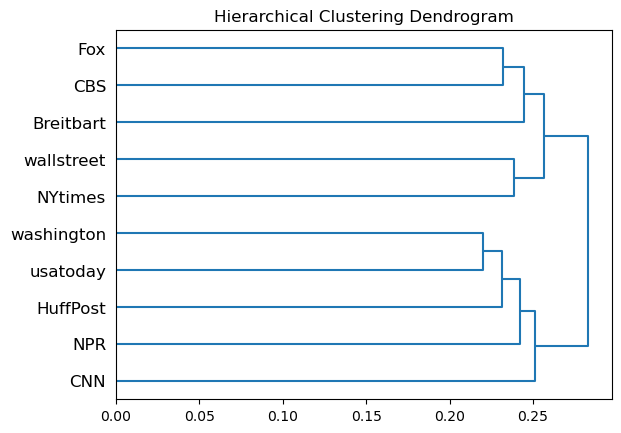 Hierarchical Clustering Dendrogram
Fox
CBS
Breitbart
wallstreet
NYtimes
washington
usatoday
HuffPost
NPR
CNN
0.00 0.05 0.10 0.15 0.20 0.25